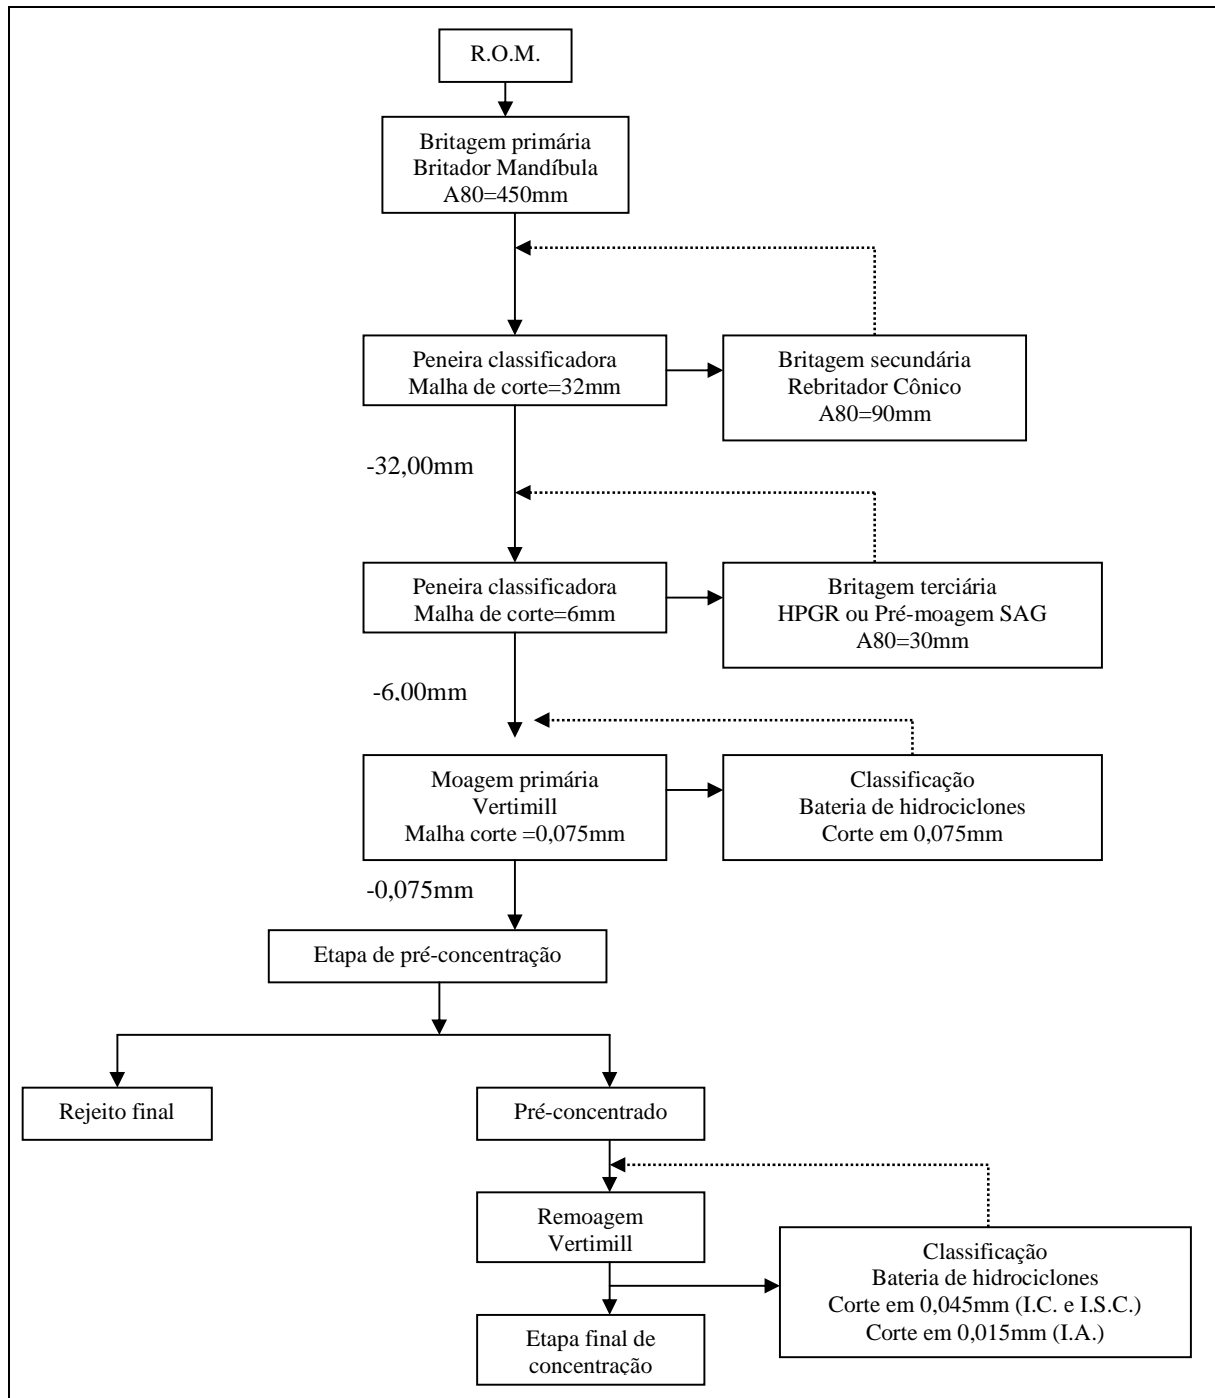 R.O.M.
Britagem primária
Britador Mandíbula
A80=450mm
Peneira classificadora
Malha de corte=32mm
Britagem secundária
Rebritador Cônico
A80=90mm
-32,00mm
Peneira classificadora
Malha de corte=6mm
Britagem terciária
HPGR ou Pré-moagem SAG
A80=30mm
-6,00mm
Moagem primária
Vertimill
Malha corte =0,075mm
Classificação
Bateria de hidrociclones
Corte em 0,075mm
-0,075mm
Etapa de pré-concentração
Rejeito final
Pré-concentrado
Remoagem
Vertimill
Classificação
Bateria de hidrociclones
Corte em 0,045mm (I.C. e I.S.C.)
Corte em 0,015mm (I.A.)
Etapa final de
concentração